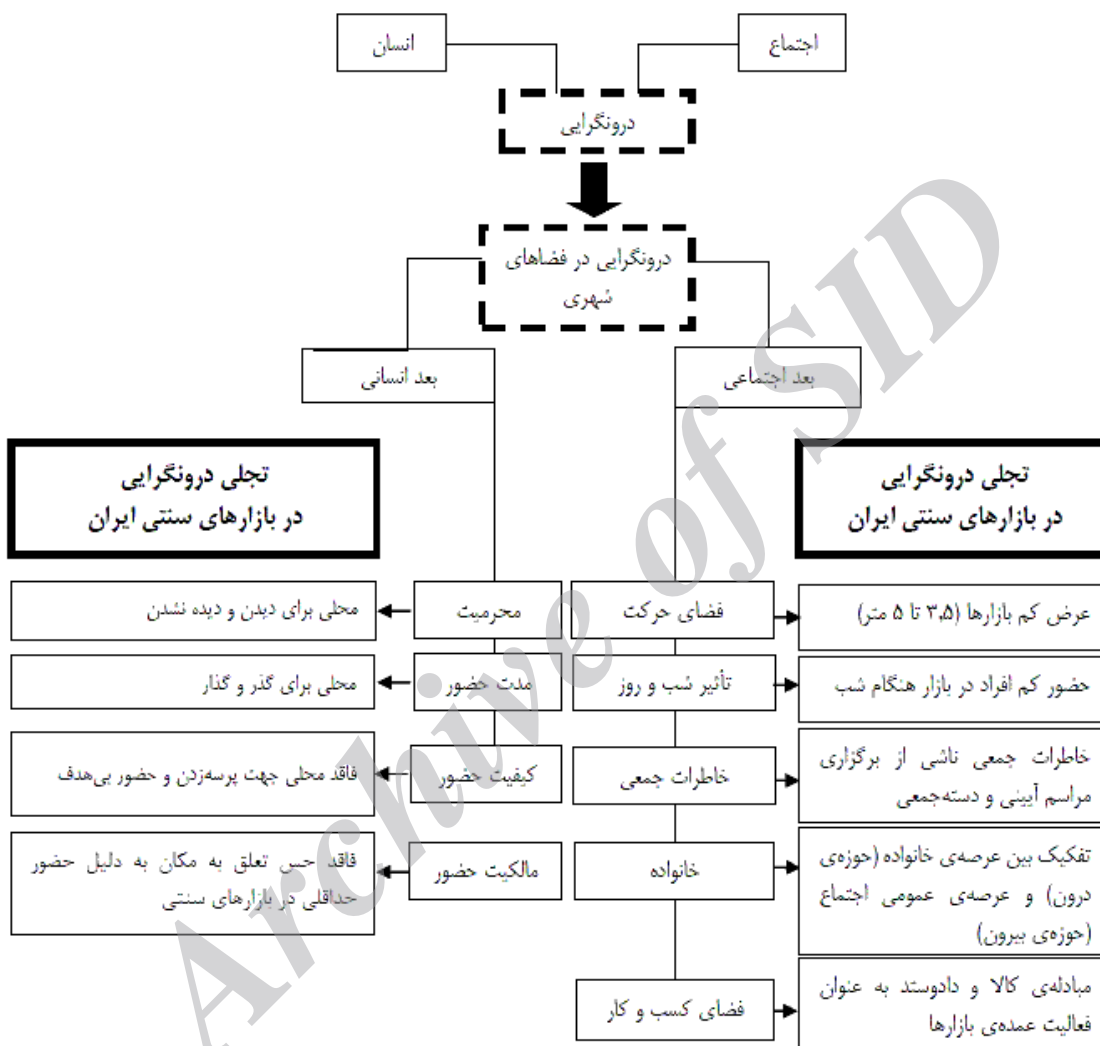 اجتماع
انسان
درونگرایی
درونگرایی در فضاهای
شهری
بعد اجتماعی
بعد انسانی
تجلی درونگرایی
در بازارهای سنتی ایران
تجلی درونگرایی
در بازارهای سنتی ایران
عرض کم بازارها (۳,۵ تا ۵ متر)
فضای حرکت
محرمیت
محلی برای دیدن و دیده نشدن
حضور کم افراد در بازار هنگام شب
تأثیر شب و روز
مدت حضور
محلی برای گذر و گذار
خاطرات جمعی ناشی از برگزاری
مراسم آیینی و دسته‌جمعی
خاطرات جمعی
کیفیت حضور
فاقد محلی جهت پرسه‌زدن و حضور بی‌هدف
تفکیک بین عرصه‌ی خانواده (حوزه‌ی
درون) و عرصه‌ی عمومی اجتماع
(حوزه‌ی بیرون)
خانواده
مالکیت حضور
فاقد حس تعلق به مکان به دلیل حضور
حداقلی در بازارهای سنتی
مبادله‌ی کالا و دادوستد به عنوان
فعالیت عمده‌ی بازارها
فضای کسب و کار
Archive of SID